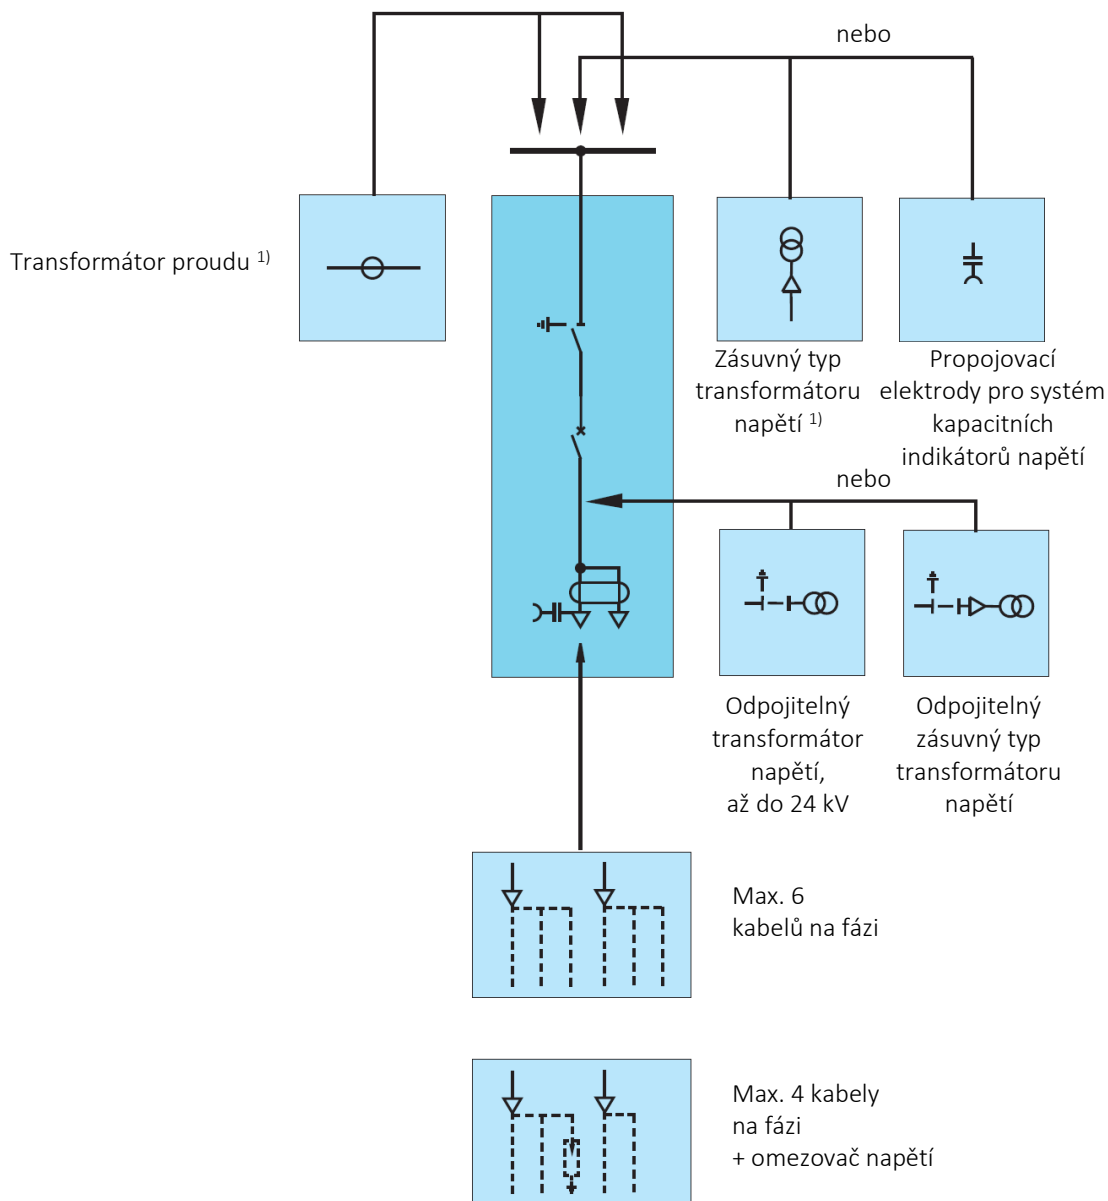 nebo
Transformátor proudu 1)
Zásuvný typ
transformátoru
napětí 1)
Propojovací
elektrody pro systém
kapacitních
indikátorů napětí
nebo
Odpojitelný
transformátor
napětí,
až do 24 kV
Odpojitelný
zásuvný typ
transformátoru
napětí
Max. 6
kabelů na fázi
Max. 4 kabely
na fázi
+ omezovač napětí